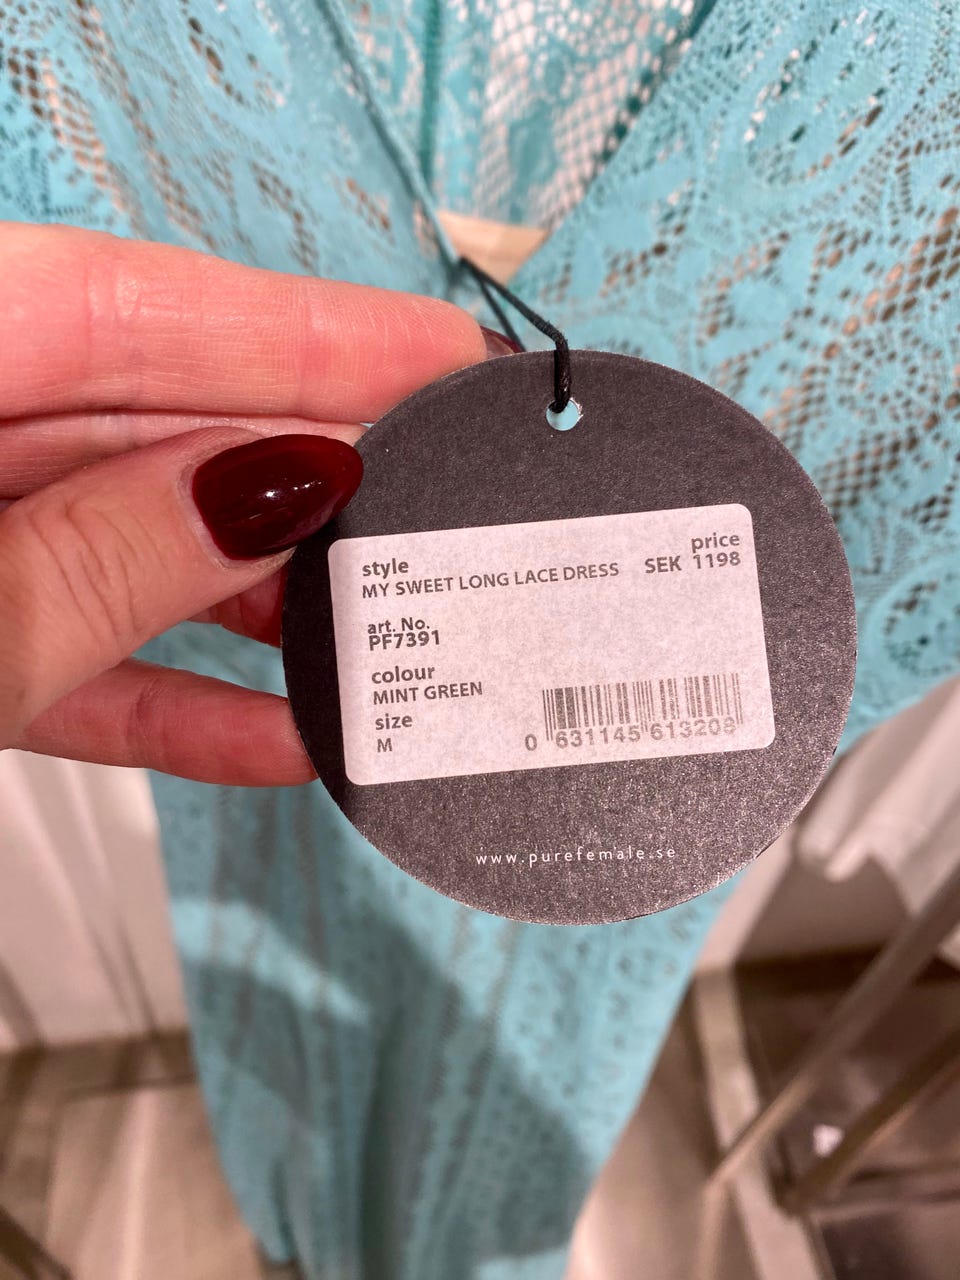 style
MY SWEET LONG LACE DRESS
price
SEK 1198
art. No.
PF7391
colour
MINT GREEN
size
M
0 631145 613208
www.purefemale.se